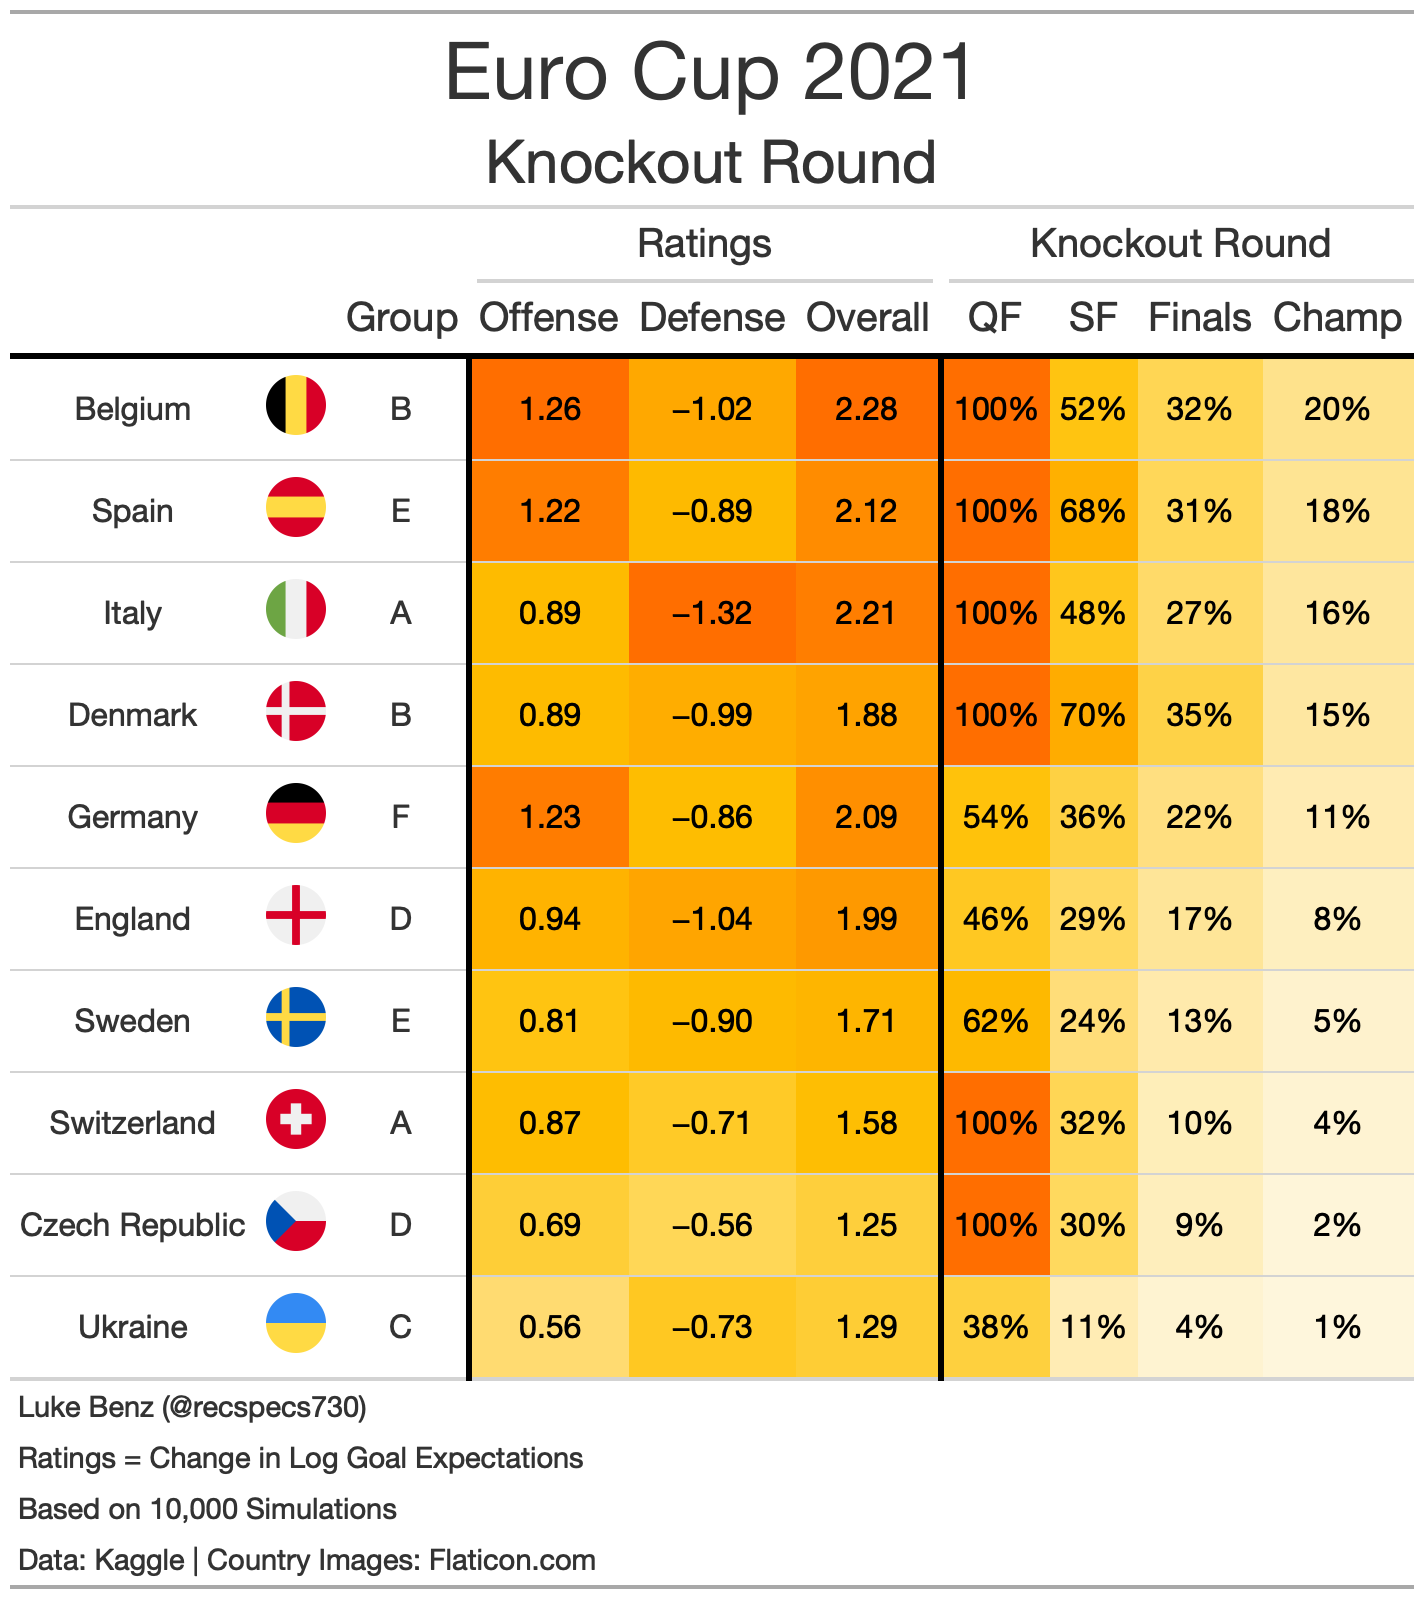 Euro Cup 2021
Knockout Round
Ratings Knockout Round
Group Offense Defense Overall QF SF Finals Champ
Belgium B 1.26 −1.02 2.28 100% 52% 32% 20%
Spain E 1.22 −0.89 2.12 100% 68% 31% 18%
Italy A 0.89 −1.32 2.21 100% 48% 27% 16%
Denmark B 0.89 −0.99 1.88 100% 70% 35% 15%
Germany F 1.23 −0.86 2.09 54% 36% 22% 11%
England D 0.94 −1.04 1.99 46% 29% 17% 8%
Sweden E 0.81 −0.90 1.71 62% 24% 13% 5%
Switzerland A 0.87 −0.71 1.58 100% 32% 10% 4%
Czech Republic D 0.69 −0.56 1.25 100% 30% 9% 2%
Ukraine C 0.56 −0.73 1.29 38% 11% 4% 1%
Luke Benz (@recspecs730)
Ratings = Change in Log Goal Expectations
Based on 10,000 Simulations
Data: Kaggle | Country Images: Flaticon.com